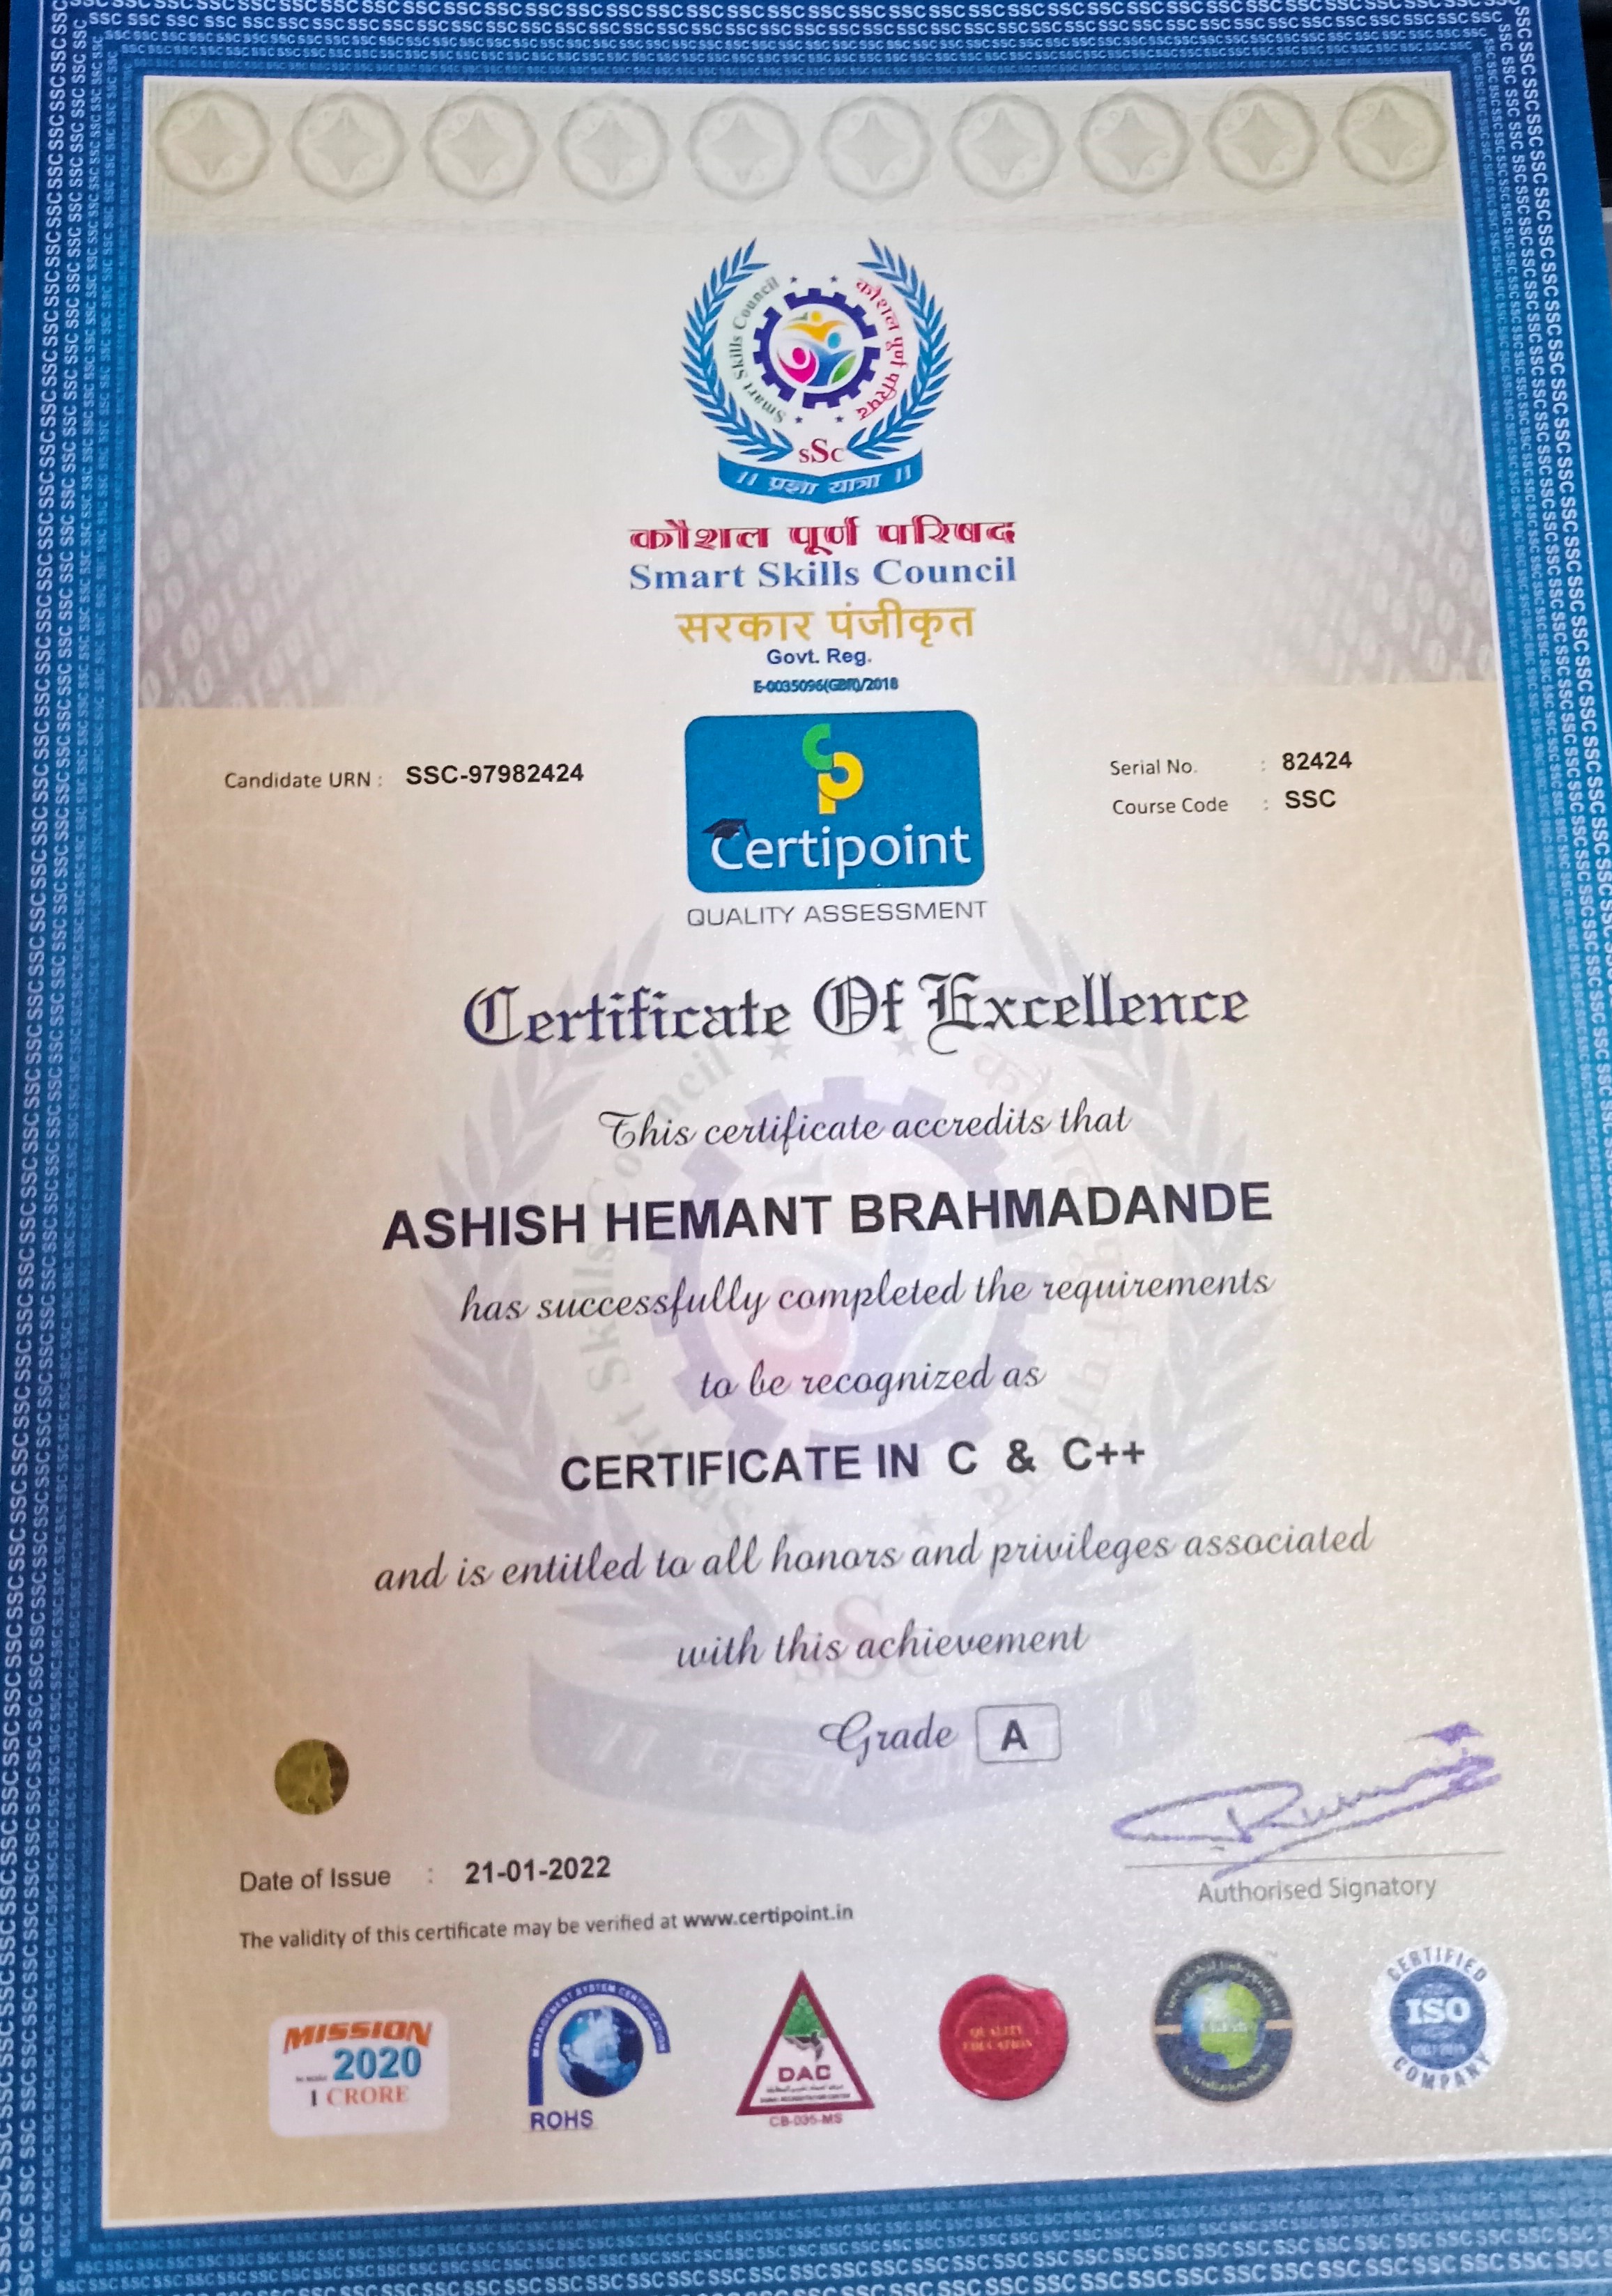 Smart Skills Council
कौशल पूर्ण परिषद
sSc
।। प्रज्ञा यात्रा ।।
कौशल पूर्ण परिषद
Smart Skills Council
सरकार पंजीकृत
Govt. Reg.
Candidate URN : SSC-97982424
Serial No. : 82424
Course Code : SSC
CP
Certipoint
QUALITY ASSESSMENT
Certificate Of Excellence
This certificate accredits that
ASHISH HEMANT BRAHMADANDE
has successfully completed the requirements
to be recognized as
CERTIFICATE IN C & C++
and is entitled to all honors and privileges associated
with this achievement
Grade A
Date of Issue : 21-01-2022
Authorised Signatory
The validity of this certificate may be verified at www.certipoint.in
MISSION
2020
1 CRORE
MANAGEMENT SYSTEM CERTIFICATION
ROHS
DAC
CB-035-MS
QUALITY
EDUCATION
CERTIFIED
ISO
COMPANY